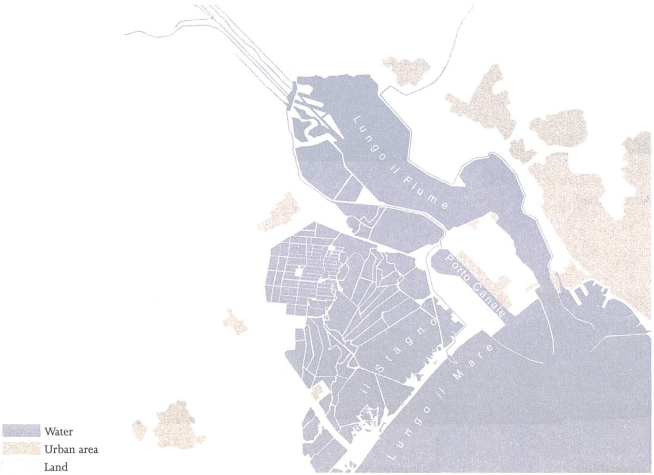 Lungo il Fiume
Porto Canale
il Stagno
Lungo il Mare
Water
Urban area
Land